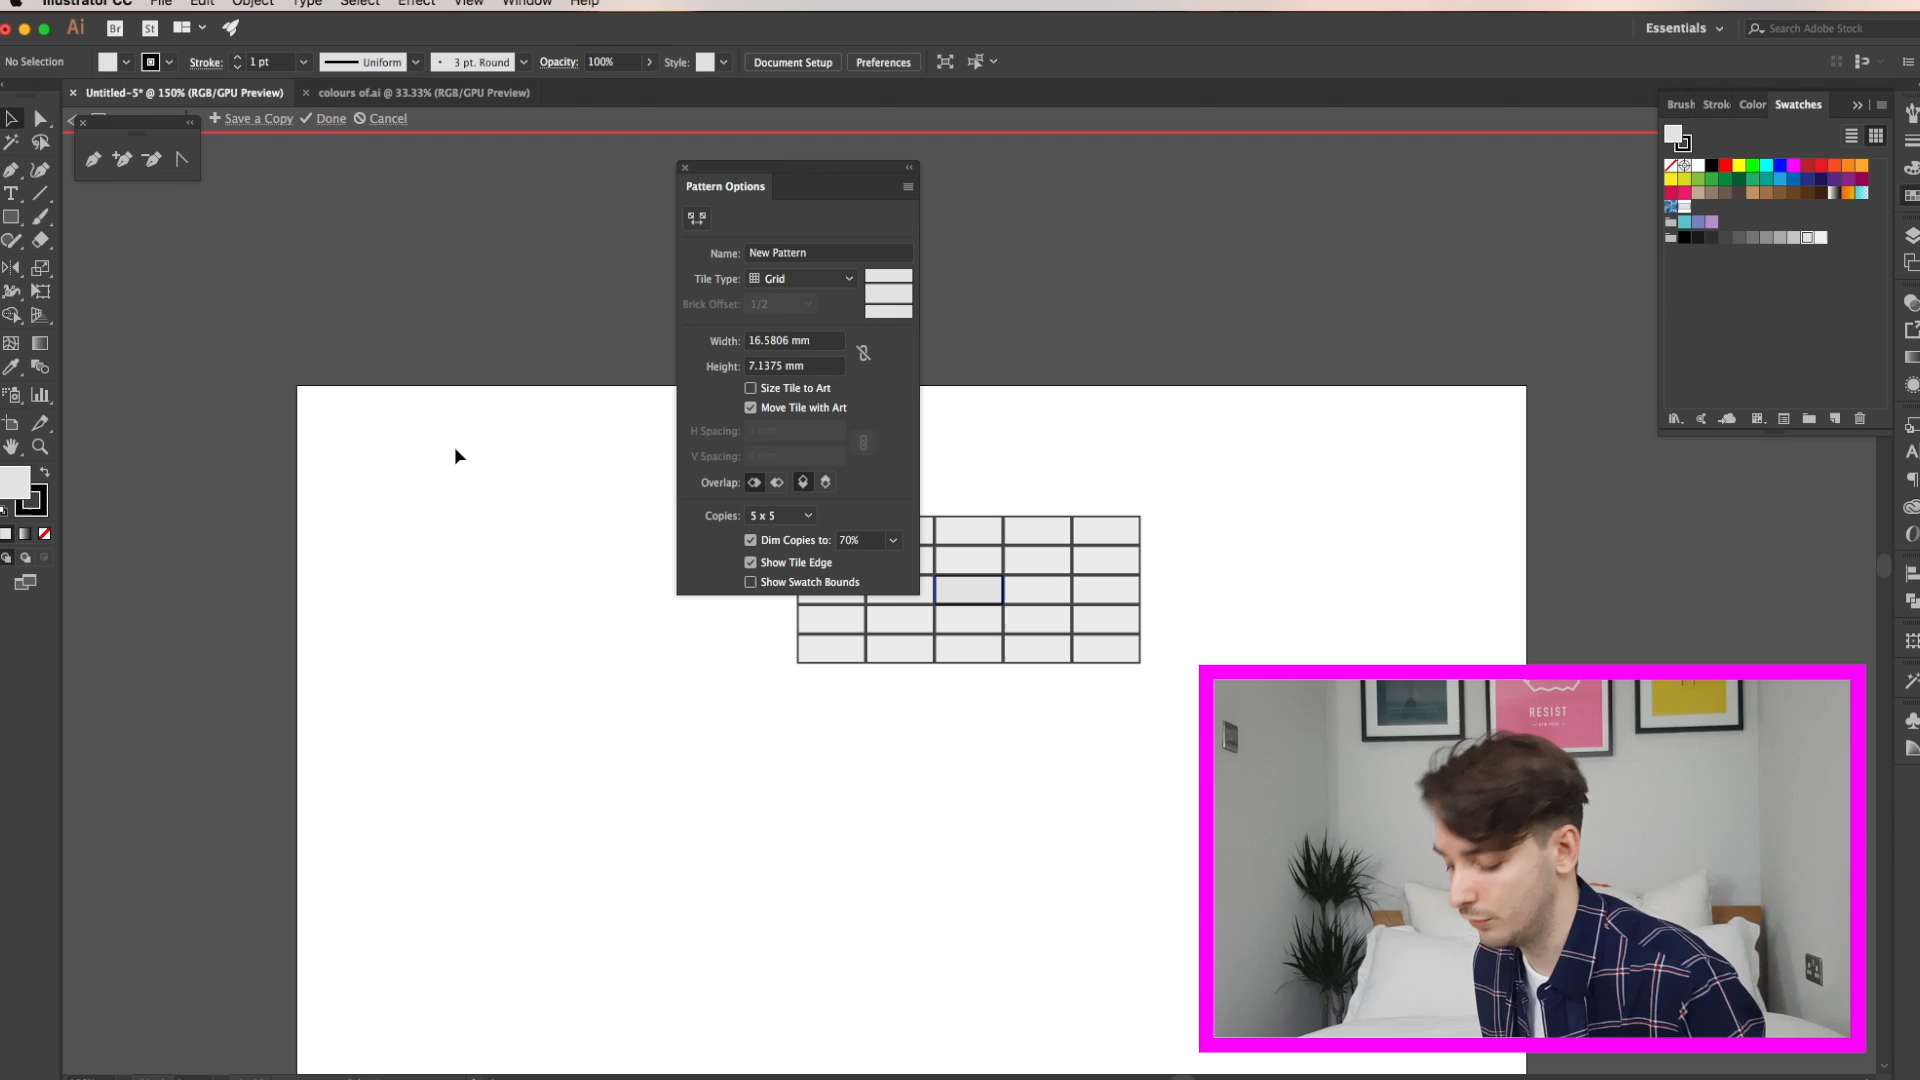 Illustrator CC File Edit Object Type Select Effect View Window Help
Ai Br St Essentials Search Adobe Stock
No Selection Stroke: 1 pt Uniform 3 pt. Round Opacity: 100% Style: Document Setup Preferences
× Untitled-5* @ 150% (RGB/GPU Preview) × colours of.ai @ 33.33% (RGB/GPU Preview)
Save a Copy Done Cancel
Brush Strok Color Swatches
Pattern Options
Name: New Pattern
Tile Type: Grid
Brick Offset: 1/2
Width: 16.5806 mm
Height: 7.1375 mm
Size Tile to Art
Move Tile with Art
H Spacing: 0 mm
V Spacing: 0 mm
Overlap:
Copies: 5 x 5
Dim Copies to: 70%
Show Tile Edge
Show Swatch Bounds
RESIST